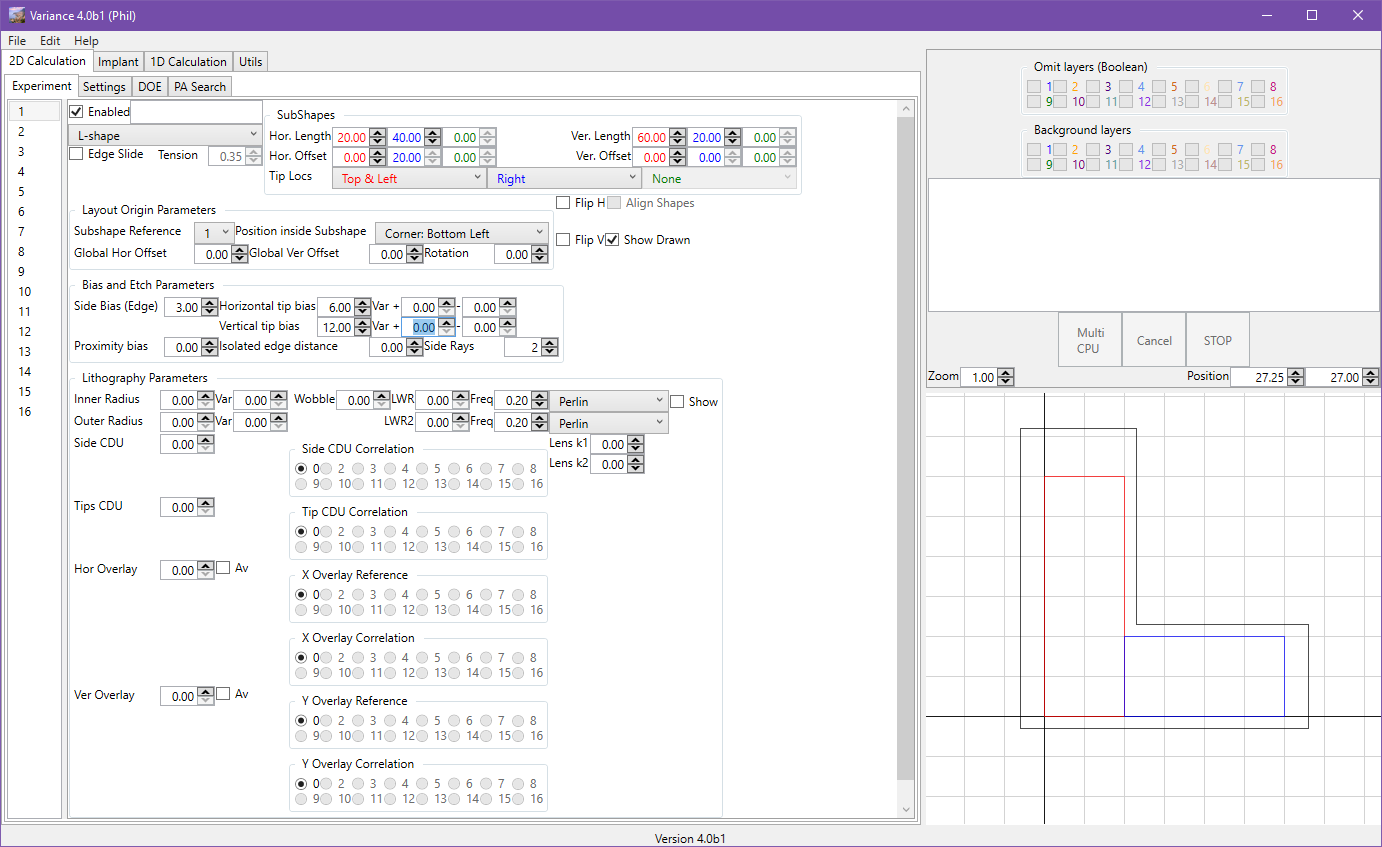 Variance 4.0b1 (Phil)
File Edit Help
2D Calculation Implant 1D Calculation Utils
Experiment Settings DOE PA Search
1
2
3
4
5
6
7
8
9
10
11
12
13
14
15
16
Enabled
L-shape
Edge Slide Tension 0.35
SubShapes
Hor. Length 20.00 40.00 0.00 Ver. Length 60.00 20.00 0.00
Hor. Offset 0.00 20.00 0.00 Ver. Offset 0.00 0.00 0.00
Tip Locs Top & Left Right None
Layout Origin Parameters
Subshape Reference 1 Position inside Subshape Corner: Bottom Left
Global Hor Offset 0.00 Global Ver Offset 0.00 Rotation 0.00
Flip H Align Shapes
Flip V Show Drawn
Bias and Etch Parameters
Side Bias (Edge) 3.00 Horizontal tip bias 6.00 Var + 0.00 - 0.00
Vertical tip bias 12.00 Var + 0.00 - 0.00
Proximity bias 0.00 Isolated edge distance 0.00 Side Rays 2
Lithography Parameters
Inner Radius 0.00 Var 0.00 Wobble 0.00 LWR 0.00 Freq 0.20 Perlin Show
Outer Radius 0.00 Var 0.00 LWR2 0.00 Freq 0.20 Perlin
Side CDU 0.00 Lens k1 0.00
Lens k2 0.00
Side CDU Correlation
0 2 3 4 5 6 7 8
9 10 11 12 13 14 15 16
Tips CDU 0.00
Tip CDU Correlation
0 2 3 4 5 6 7 8
9 10 11 12 13 14 15 16
Hor Overlay 0.00 Av
X Overlay Reference
0 2 3 4 5 6 7 8
9 10 11 12 13 14 15 16
X Overlay Correlation
0 2 3 4 5 6 7 8
9 10 11 12 13 14 15 16
Ver Overlay 0.00 Av
Y Overlay Reference
0 2 3 4 5 6 7 8
9 10 11 12 13 14 15 16
Y Overlay Correlation
0 2 3 4 5 6 7 8
9 10 11 12 13 14 15 16
Omit layers (Boolean)
1 2 3 4 5 6 7 8
9 10 11 12 13 14 15 16
Background layers
1 2 3 4 5 6 7 8
9 10 11 12 13 14 15 16
Multi CPU Cancel STOP
Zoom 1.00 Position 27.25 27.00
Version 4.0b1